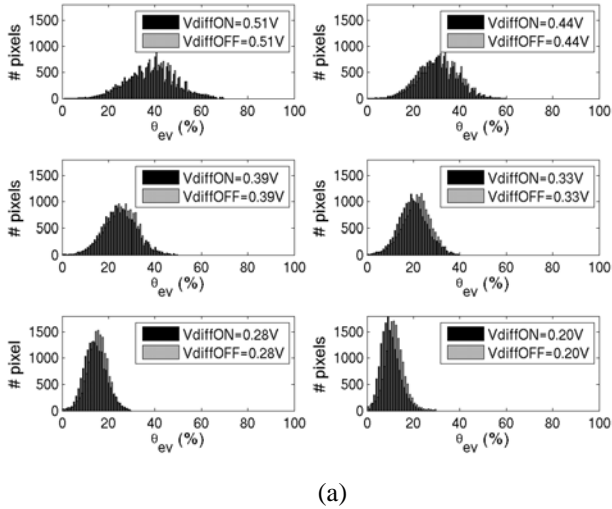 VdiffON=0.51V
VdiffOFF=0.51V
# pixels
1500
1000
500
0
0 20 40 60 80 100
θev (%)
VdiffON=0.44V
VdiffOFF=0.44V
# pixels
1500
1000
500
0
0 20 40 60 80 100
θev (%)
VdiffON=0.39V
VdiffOFF=0.39V
# pixels
1500
1000
500
0
0 20 40 60 80 100
θev (%)
VdiffON=0.33V
VdiffOFF=0.33V
# pixels
1500
1000
500
0
0 20 40 60 80 100
θev (%)
VdiffON=0.28V
VdiffOFF=0.28V
# pixel
1500
1000
500
0
0 20 40 60 80 100
θev (%)
VdiffON=0.20V
VdiffOFF=0.20V
# pixels
1500
1000
500
0
0 20 40 60 80 100
θev (%)
(a)